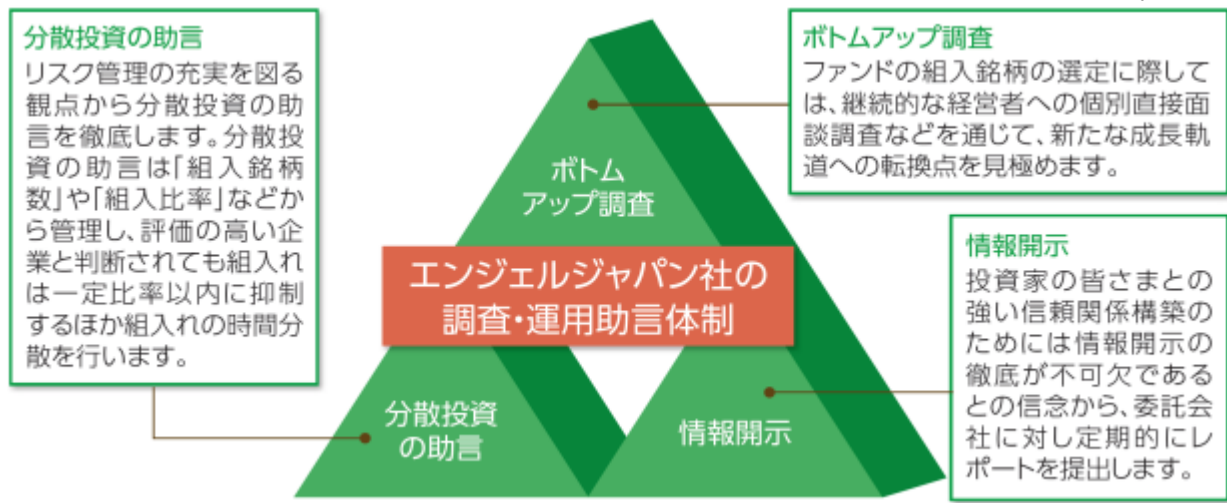 分散投資の助言
リスク管理の充実を図る
観点から分散投資の助
言を徹底します。分散投
資の助言は「組入銘柄
数」や「組入比率」などか
ら管理し、評価の高い企
業と判断されても組入れ
は一定比率以内に抑制
するほか組入れの時間分
散を行います。
ボトムアップ調査
ファンドの組入銘柄の選定に際して
は、継続的な経営者への個別直接面
談調査などを通じて、新たな成長軌
道への転換点を見極めます。
ボトム
アップ調査
エンジェルジャパン社の
調査・運用助言体制
情報開示
投資家の皆さまとの
強い信頼関係構築の
ためには情報開示の
徹底が不可欠である
との信念から、委託会
社に対し定期的にレ
ポートを提出します。
分散投資
の助言
情報開示